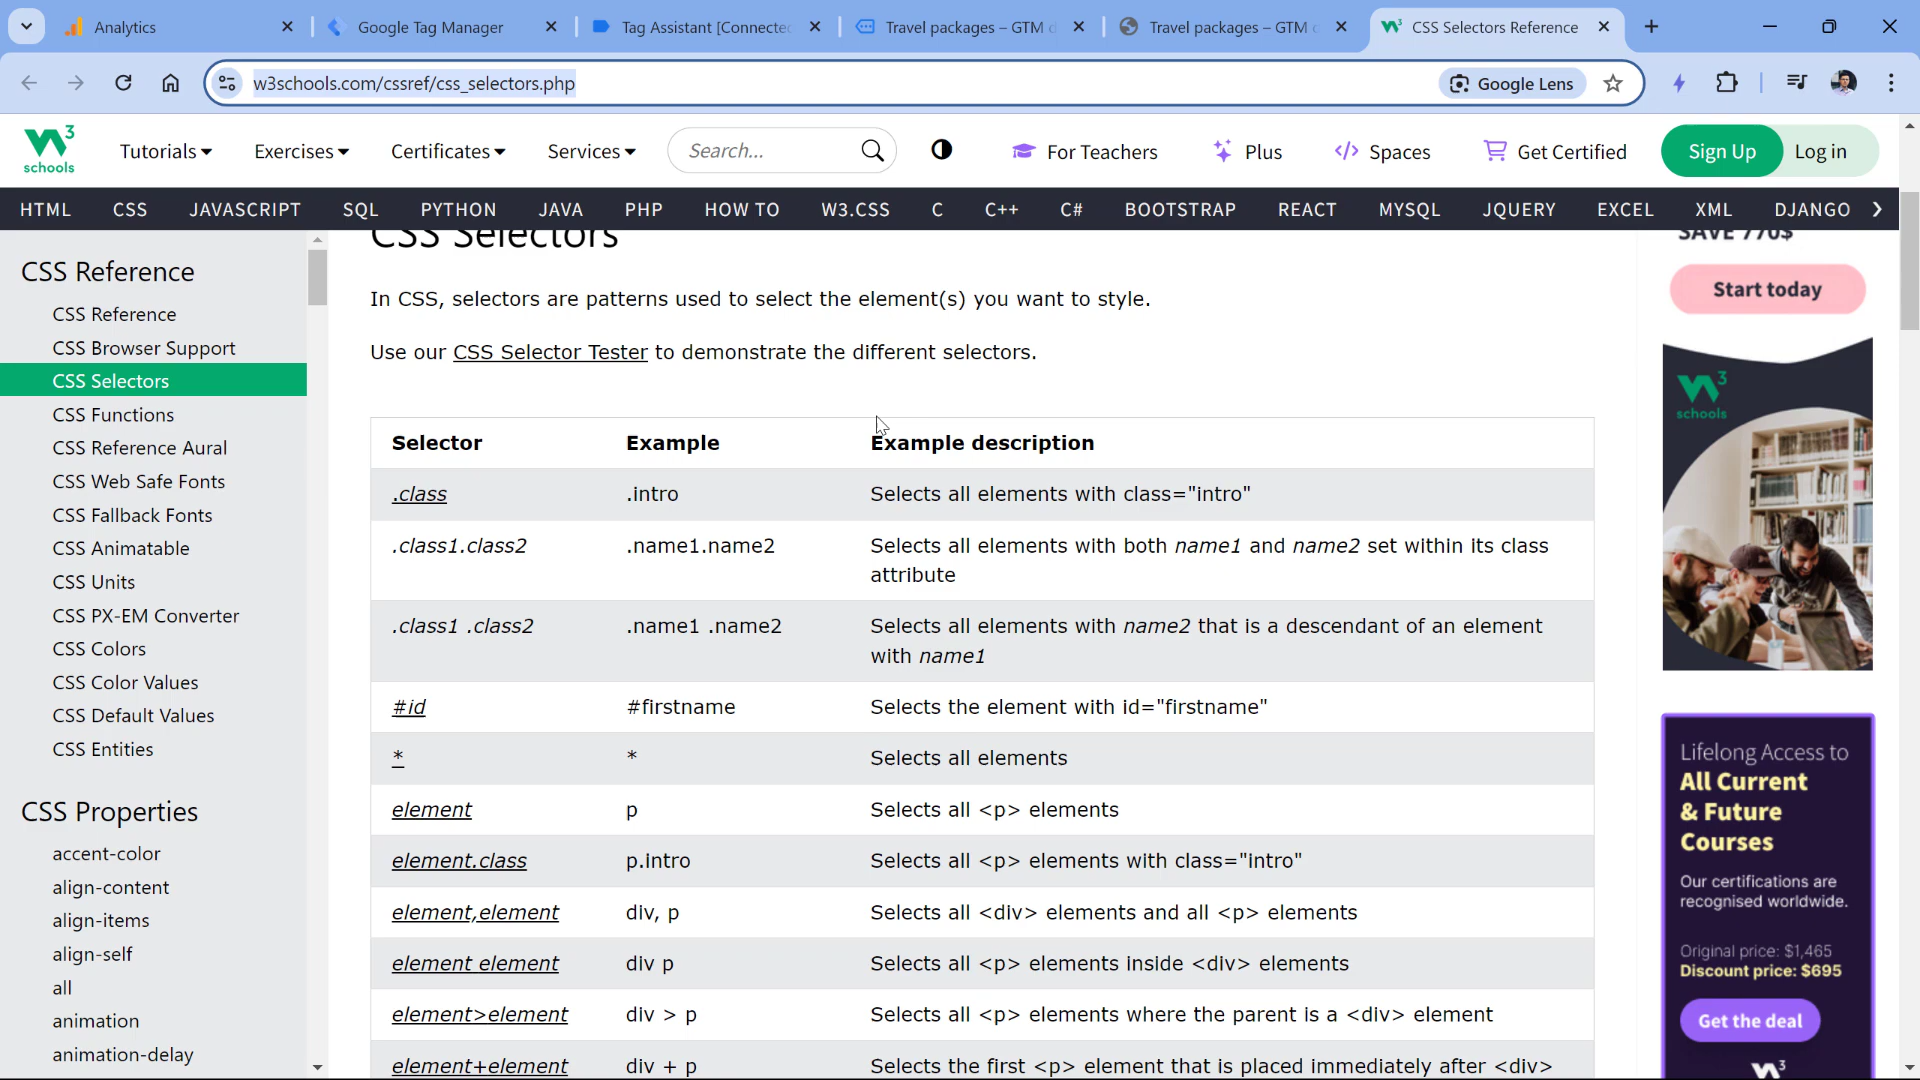 Analytics
Google Tag Manager
Tag Assistant [Connected
Travel packages – GTM d
Travel packages – GTM d
CSS Selectors Reference
w3schools.com/cssref/css_selectors.php
Google Lens
W3 schools
Tutorials
Exercises
Certificates
Services
Search...
For Teachers
Plus
Spaces
Get Certified
Sign Up
Log in
HTML
CSS
JAVASCRIPT
SQL
PYTHON
JAVA
PHP
HOW TO
W3.CSS
C
C++
C#
BOOTSTRAP
REACT
MYSQL
JQUERY
EXCEL
XML
DJANGO
CSS Reference
CSS Reference
CSS Browser Support
CSS Selectors
CSS Functions
CSS Reference Aural
CSS Web Safe Fonts
CSS Fallback Fonts
CSS Animatable
CSS Units
CSS PX-EM Converter
CSS Colors
CSS Color Values
CSS Default Values
CSS Entities
CSS Properties
accent-color
align-content
align-items
align-self
all
animation
animation-delay
CSS Selectors
In CSS, selectors are patterns used to select the element(s) you want to style.
Use our CSS Selector Tester to demonstrate the different selectors.
Selector Example Example description
.class .intro Selects all elements with class="intro"
.class1.class2 .name1.name2 Selects all elements with both name1 and name2 set within its class
attribute
.class1 .class2 .name1 .name2 Selects all elements with name2 that is a descendant of an element
with name1
#id #firstname Selects the element with id="firstname"
* * Selects all elements
element p Selects all <p> elements
element.class p.intro Selects all <p> elements with class="intro"
element,element div, p Selects all <div> elements and all <p> elements
element element div p Selects all <p> elements inside <div> elements
element>element div > p Selects all <p> elements where the parent is a <div> element
element+element div + p Selects the first <p> element that is placed immediately after <div>
SAVE 770$
Start today
W3 schools
Lifelong Access to
All Current
& Future
Courses
Our certifications are
recognised worldwide.
Original price: $1,465
Discount price: $695
Get the deal
W3